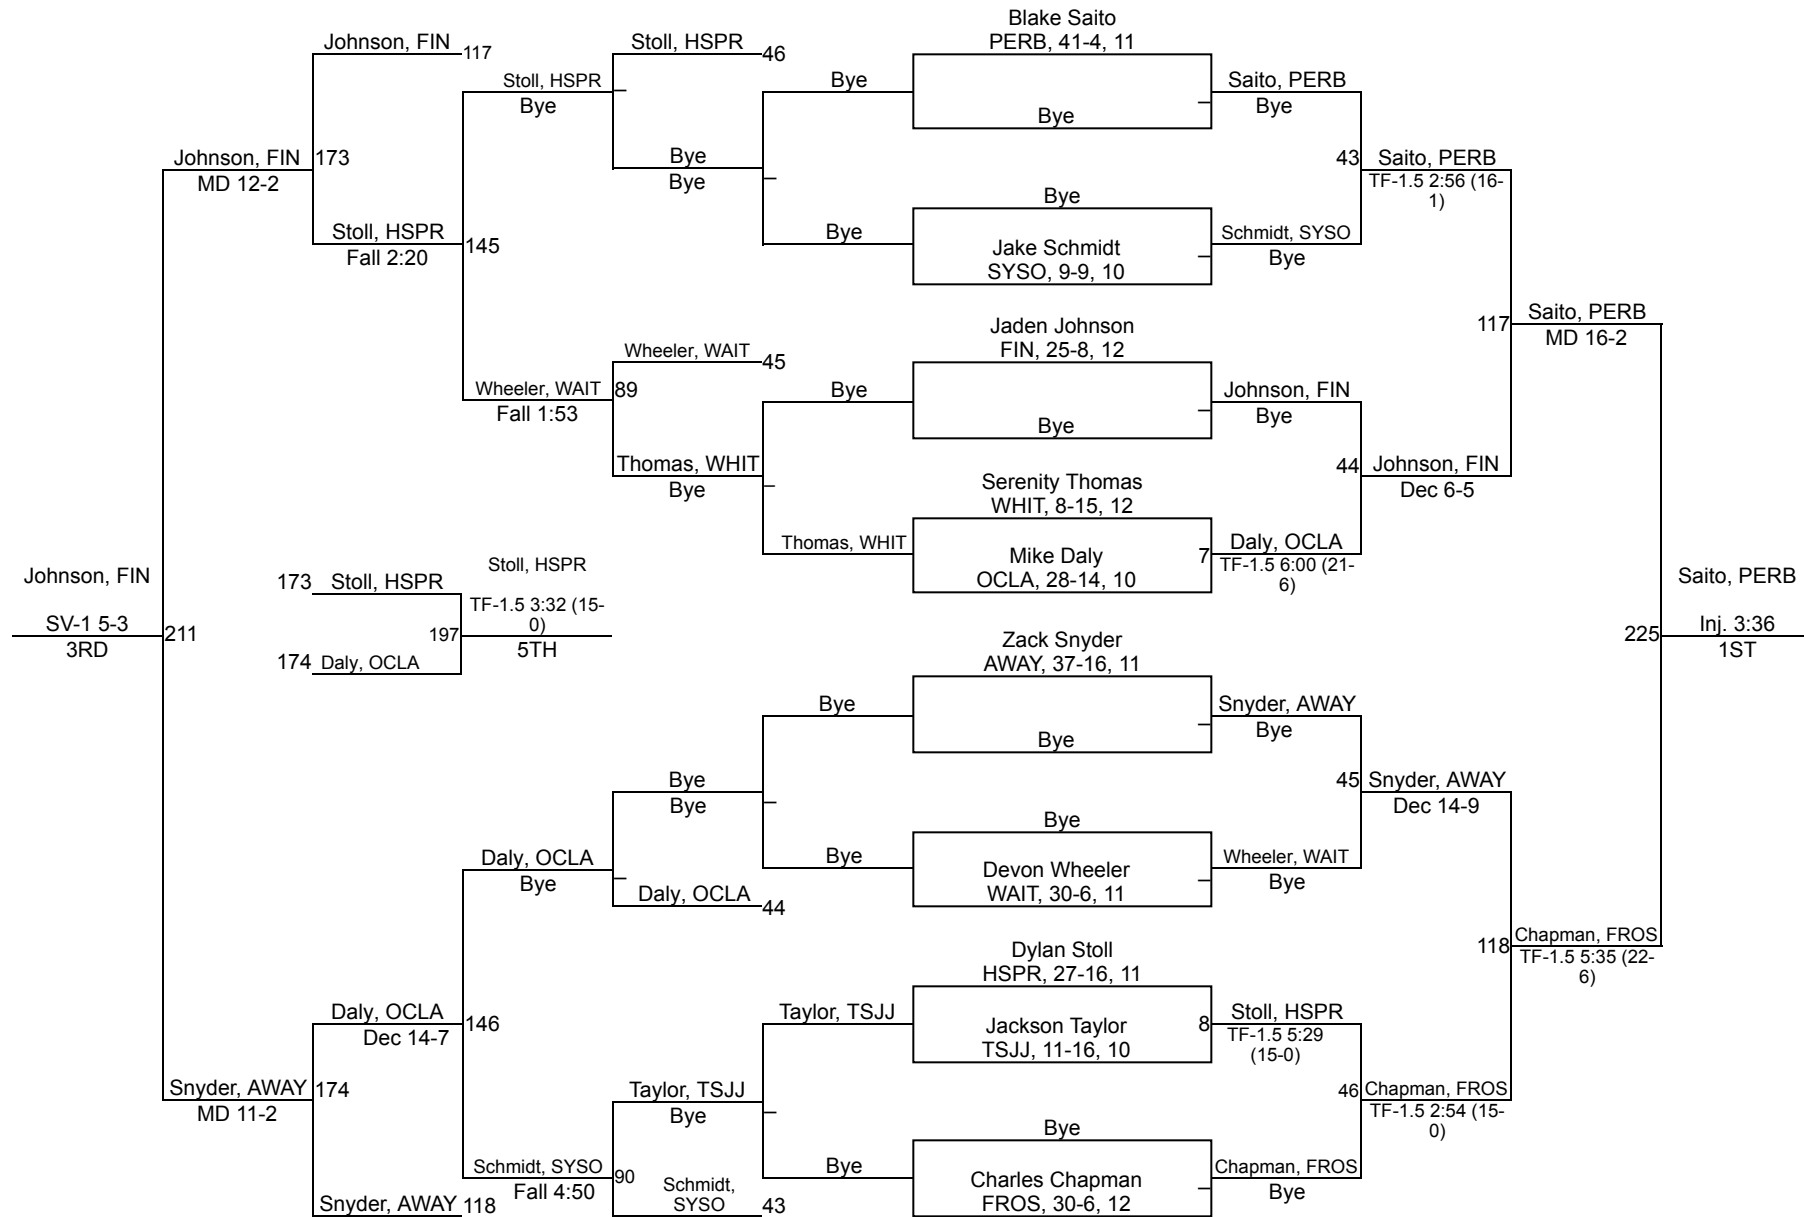 Blake Saito
Johnson, FIN
Stoll, HSPR
PERB, 41-4, 11
117
46
Stoll, HSPR
Bye
Saito, PERB
Bye
Bye
Bye
Johnson, FIN
173
Bye
43
Saito, PERB
MD 12-2
Bye
TF-1.5 2:56 (16-
1)
Bye
Stoll, HSPR
145
Bye
Jake Schmidt
Schmidt, SYSO
Fall 2:20
SYSO, 9-9, 10
Bye
Jaden Johnson
117
Saito, PERB
Wheeler, WAIT
45
FIN, 25-8, 12
MD 16-2
Wheeler, WAIT
89
Bye
Johnson, FIN
Fall 1:53
Bye
Bye
Thomas, WHIT
44
Johnson, FIN
Bye
Serenity Thomas
Dec 6-5
WHIT, 8-15, 12
Thomas, WHIT
Mike Daly
7
Daly, OCLA
Stoll, HSPR
OCLA, 28-14, 10
TF-1.5 6:00 (21-
6)
Johnson, FIN
173
Stoll, HSPR
Saito, PERB
TF-1.5 3:32 (15-
0)
SV-1 5-3
211
197
225
Inj. 3:36
3RD
5TH
1ST
174
Daly, OCLA
Zack Snyder
AWAY, 37-16, 11
Bye
Snyder, AWAY
Bye
Bye
Bye
45
Snyder, AWAY
Bye
Dec 14-9
Bye
Daly, OCLA
Bye
Devon Wheeler
Wheeler, WAIT
Bye
Daly, OCLA
44
WAIT, 30-6, 11
Bye
Dylan Stoll
118
Chapman, FROS
HSPR, 27-16, 11
TF-1.5 5:35 (22-
6)
Daly, OCLA
146
Taylor, TSJJ
Jackson Taylor
8
Stoll, HSPR
Dec 14-7
TSJJ, 11-16, 10
TF-1.5 5:29
(15-0)
Snyder, AWAY
174
Taylor, TSJJ
46
Chapman, FROS
MD 11-2
Bye
TF-1.5 2:54 (15-
0)
Bye
Schmidt, SYSO
90
Bye
Charles Chapman
Chapman, FROS
Fall 4:50
Schmidt,
SYSO
43
FROS, 30-6, 12
Bye
Snyder, AWAY
118